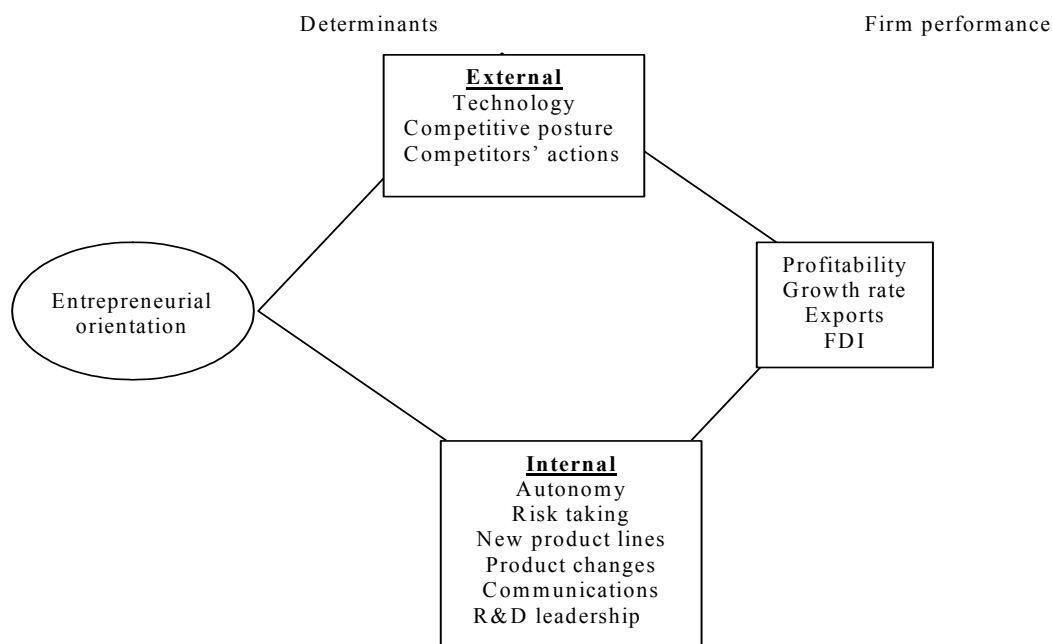 Determinants
Firm performance
External
Technology
Competitive posture
Competitors’ actions
Entrepreneurial
orientation
Profitability
Growth rate
Exports
FDI
Internal
Autonomy
Risk taking
New product lines
Product changes
Communications
R&D leadership